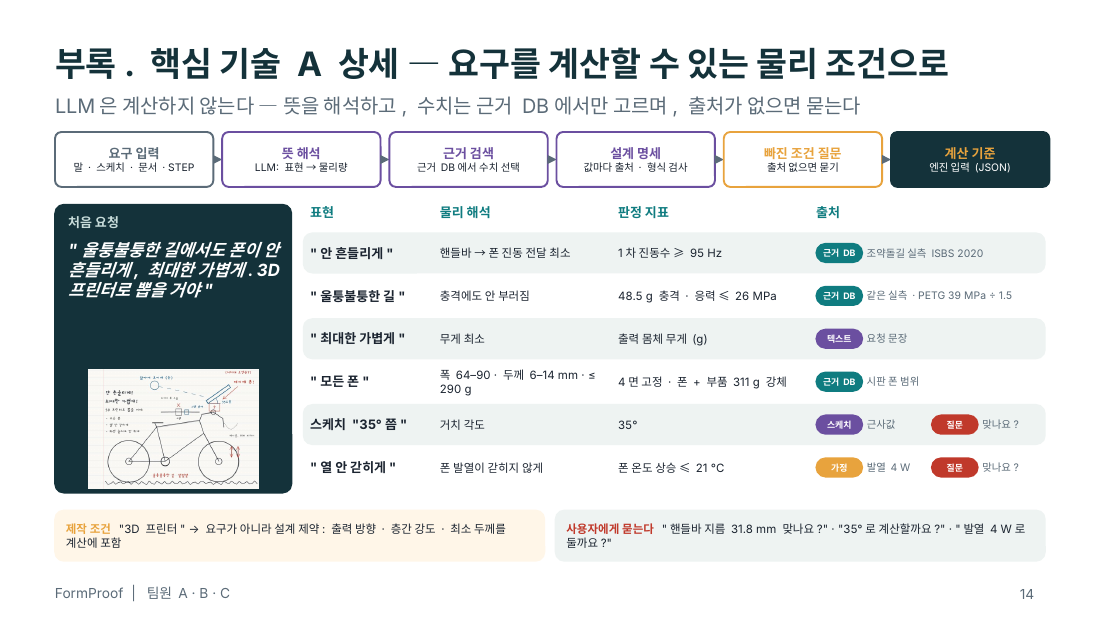 부록 . 핵심 기술 A 상세 — 요구를 계산할 수 있는 물리 조건으로
LLM 은 계산하지 않는다 — 뜻을 해석하고 , 수치는 근거 DB 에서만 고르며 , 출처가 없으면 묻는다
요구 입력
말 · 스케치 · 문서 · STEP
뜻 해석
LLM: 표현 → 물리량
근거 검색
근거 DB 에서 수치 선택
설계 명세
값마다 출처 · 형식 검사
빠진 조건 질문
출처 없으면 묻기
계산 기준
엔진 입력 (JSON)
처음 요청
" 울퉁불퉁한 길에서도 폰이 안
흔들리게 , 최대한 가볍게 . 3D
프린터로 뽑을 거야 "
표현 물리 해석 판정 지표 출처
" 안 흔들리게 " 핸들바 → 폰 진동 전달 최소 1 차 진동수 ≥ 95 Hz 근거 DB 조약돌길 실측 ISBS 2020
" 울퉁불퉁한 길 " 충격에도 안 부러짐 48.5 g 충격 · 응력 ≤ 26 MPa 근거 DB 같은 실측 · PETG 39 MPa ÷ 1.5
" 최대한 가볍게 " 무게 최소 출력 몸체 무게 (g) 텍스트 요청 문장
" 모든 폰 " 폭 64–90 · 두께 6–14 mm · ≤
290 g 4 면 고정 · 폰 + 부품 311 g 강체 근거 DB 시판 폰 범위
스케치 "35° 쯤 " 거치 각도 35° 스케치 근사값 질문 맞나요 ?
" 열 안 갇히게 " 폰 발열이 갇히지 않게 폰 온도 상승 ≤ 21 °C 가정 발열 4 W 질문 맞나요 ?
제작 조건 "3D 프린터 " → 요구가 아니라 설계 제약 : 출력 방향 · 층간 강도 · 최소 두께를
계산에 포함
사용자에게 묻는다 " 핸들바 지름 31.8 mm 맞나요 ?" · "35° 로 계산할까요 ?" · " 발열 4 W 로
둘까요 ?"
FormProof | 팀원 A · B · C
14